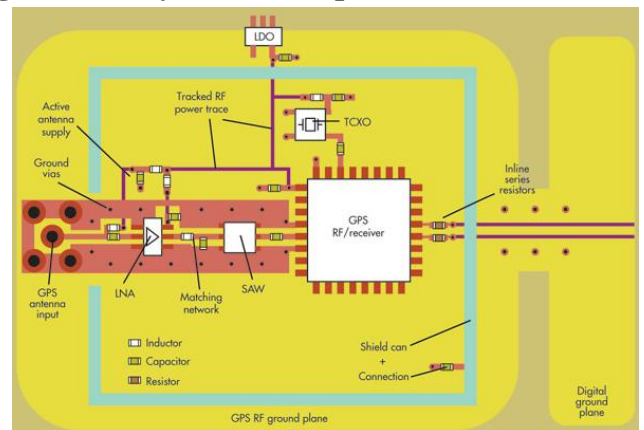 LDO
Tracked RF
power trace
TCXO
Active
antenna
supply
Ground
vias
Inline
series
resistors
GPS
RF/receiver
GPS
antenna
input
LNA
Matching
network
SAW
Inductor
Capacitor
Resistor
Shield can
+
Connection
GPS RF ground plane
Digital
ground
plane